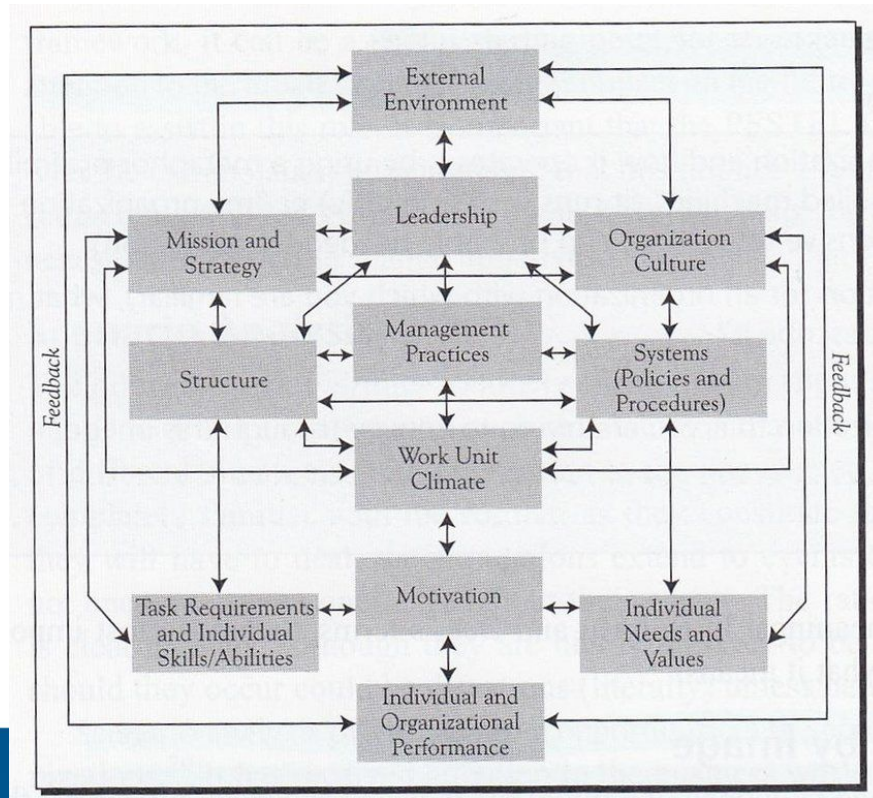 External
Environment
Leadership
Mission and
Strategy
Organization
Culture
Management
Practices
Structure
Systems
(Policies and
Procedures)
Feedback
Feedback
Work Unit
Climate
Motivation
Task Requirements
and Individual
Skills/Abilities
Individual
Needs and
Values
Individual and
Organizational
Performance